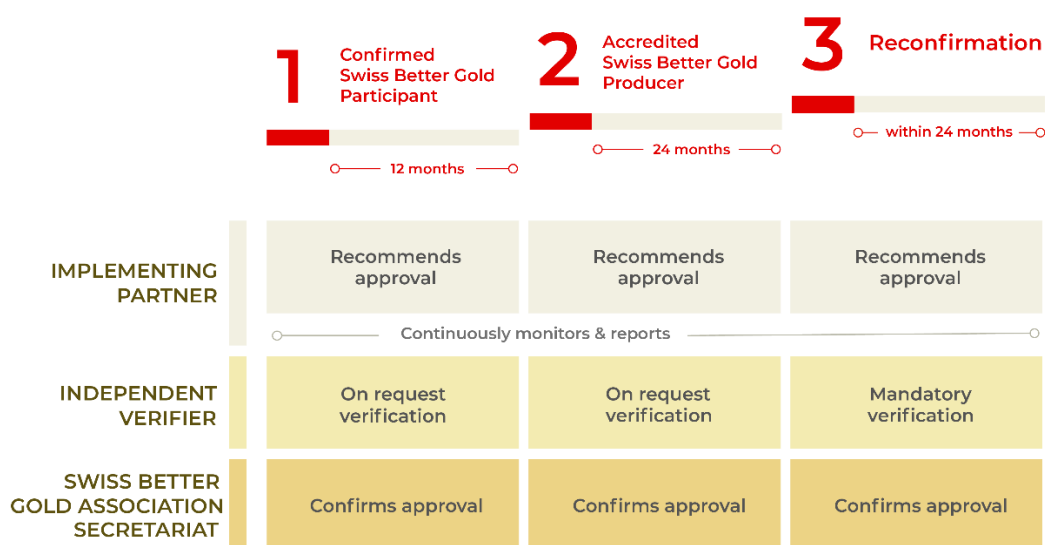 1
Confirmed
Swiss Better Gold
Participant
12 months
2
Accredited
Swiss Better Gold
Producer
24 months
3
Reconfirmation
within 24 months
IMPLEMENTING
PARTNER
Recommends
approval
Recommends
approval
Recommends
approval
Continuously monitors & reports
INDEPENDENT
VERIFIER
On request
verification
On request
verification
Mandatory
verification
SWISS BETTER
GOLD ASSOCIATION
SECRETARIAT
Confirms approval
Confirms approval
Confirms approval